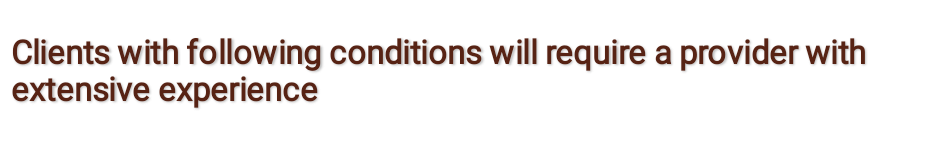 Clients with following conditions will require a provider with
extensive experience